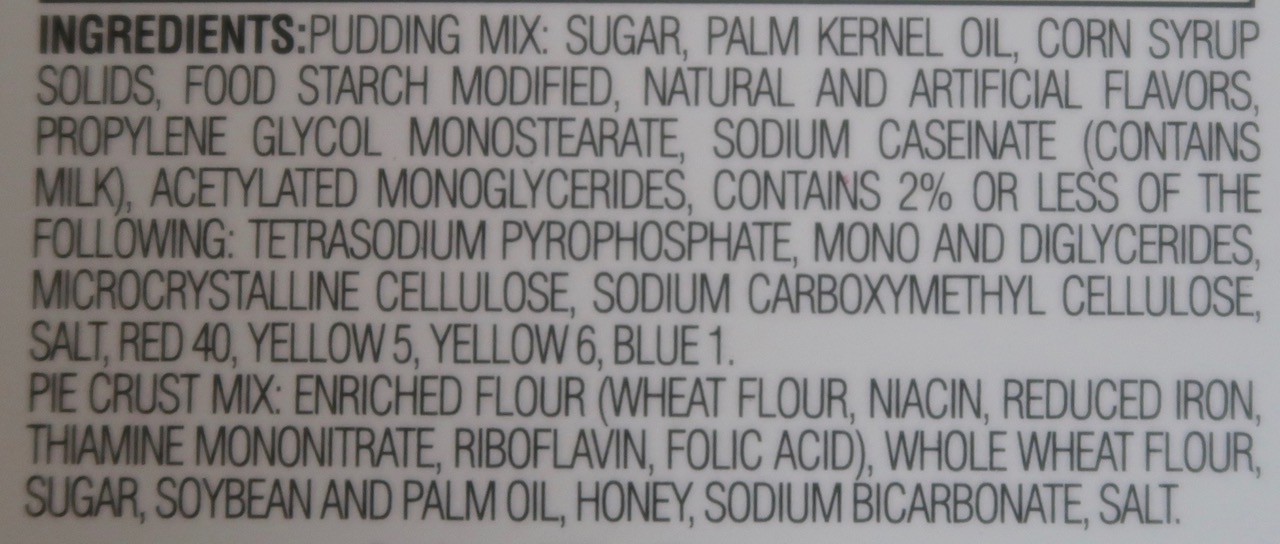 INGREDIENTS:PUDDING MIX: SUGAR, PALM KERNEL OIL, CORN SYRUP
SOLIDS, FOOD STARCH MODIFIED, NATURAL AND ARTIFICIAL FLAVORS,
PROPYLENE GLYCOL MONOSTEARATE, SODIUM CASEINATE (CONTAINS
MILK), ACETYLATED MONOGLYCERIDES, CONTAINS 2% OR LESS OF THE
FOLLOWING: TETRASODIUM PYROPHOSPHATE, MONO AND DIGLYCERIDES,
MICROCRYSTALLINE CELLULOSE, SODIUM CARBOXYMETHYL CELLULOSE,
SALT, RED 40, YELLOW 5, YELLOW 6, BLUE 1.
PIE CRUST MIX: ENRICHED FLOUR (WHEAT FLOUR, NIACIN, REDUCED IRON,
THIAMINE MONONITRATE, RIBOFLAVIN, FOLIC ACID), WHOLE WHEAT FLOUR,
SUGAR, SOYBEAN AND PALM OIL, HONEY, SODIUM BICARBONATE, SALT.